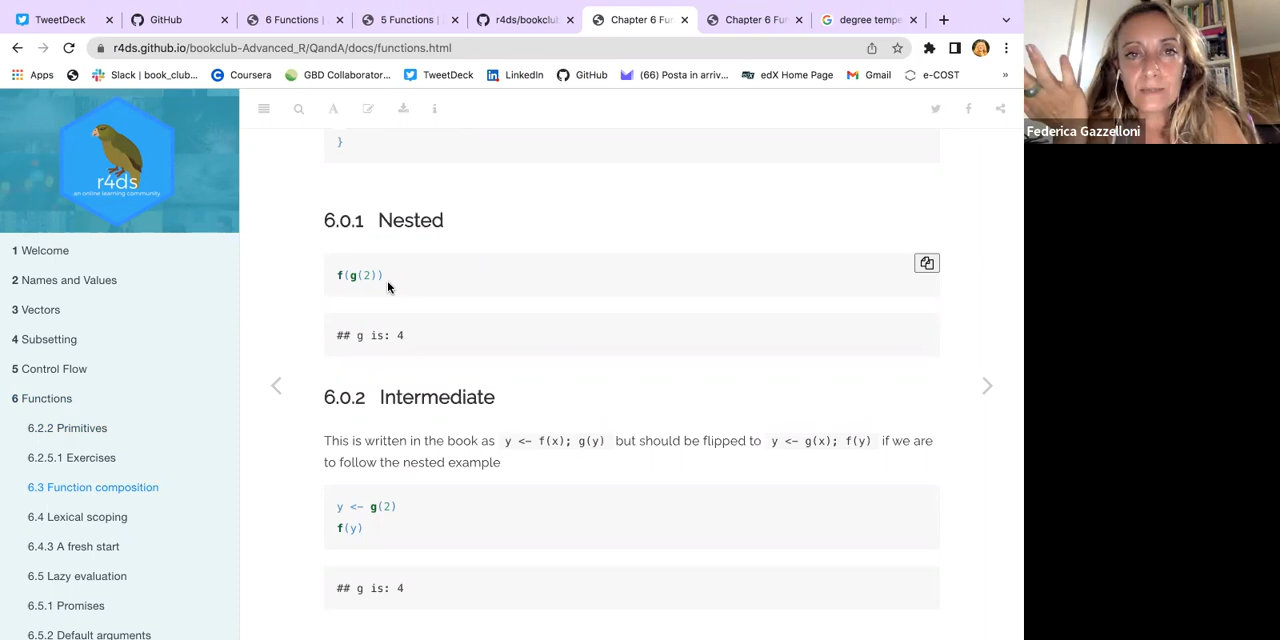 TweetDeck
GitHub
6 Functions
5 Functions
r4ds/bookclu
Chapter 6 Fu
Chapter 6 Fu
degree tempe
r4ds.github.io/bookclub-Advanced_R/QandA/docs/functions.html
Apps
Slack | book_club...
Coursera
GBD Collaborator...
TweetDeck
LinkedIn
GitHub
(66) Posta in arriv...
edX Home Page
Gmail
e-COST
»
Federica Gazzelloni
r4ds
an online learning community
1 Welcome
2 Names and Values
3 Vectors
4 Subsetting
5 Control Flow
6 Functions
6.2.2 Primitives
6.2.5.1 Exercises
6.3 Function composition
6.4 Lexical scoping
6.4.3 A fresh start
6.5 Lazy evaluation
6.5.1 Promises
6.5.2 Default arguments
}
6.0.1 Nested
f(g(2))
## g is: 4
6.0.2 Intermediate
This is written in the book as y <- f(x); g(y) but should be flipped to y <- g(x); f(y) if we are
to follow the nested example
y <- g(2)
f(y)
## g is: 4